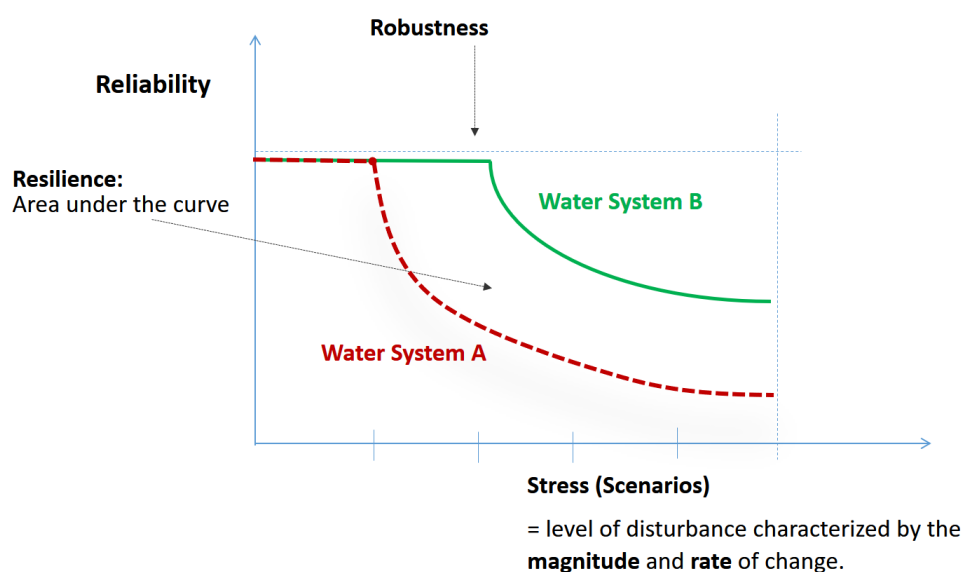 Robustness
Reliability
Resilience:
Area under the curve
Water System B
Water System A
Stress (Scenarios)
= level of disturbance characterized by the
magnitude and rate of change.